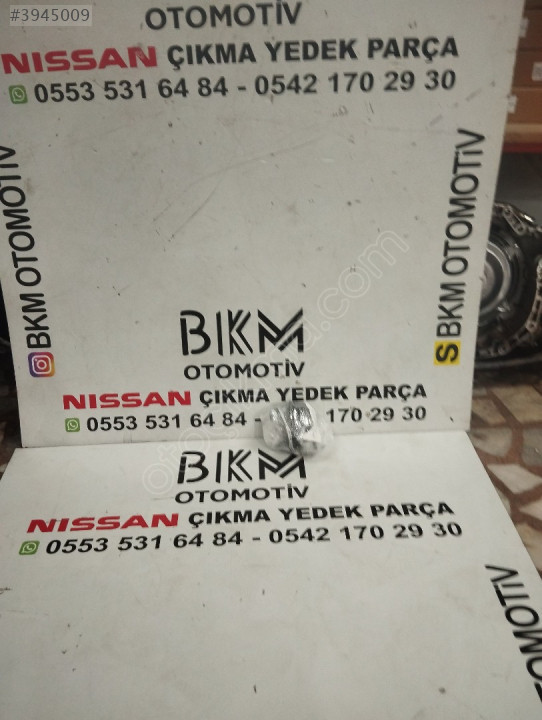 #3945009
OTOMOTİV
NISSAN ÇIKMA YEDEK PARÇA
0553 531 64 84 - 0542 170 29 30
BKM OTOMOTİV
S BKM OTOMOTİV
BKM
OTOMOTİV
NISSAN ÇIKMA YEDEK PARÇA
0553 531 64 84 - 170 29 30
BKM
OTOMOTİV
NISSAN ÇIKMA YEDEK PARÇA
0553 531 64 84 - 0542 170 29 30
TOMOTİV